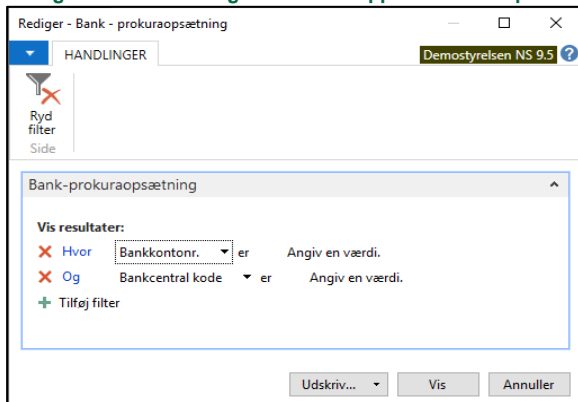 Rediger - Bank - prokuraopsætning
HANDLINGER
Demostyrelsen NS 9.5
Ryd
filter
Side
Bank-prokuraopsætning
Vis resultater:
Hvor Bankkontonr. er Angiv en værdi.
Og Bankcentral kode er Angiv en værdi.
Tilføj filter
Udskriv... Vis Annuller